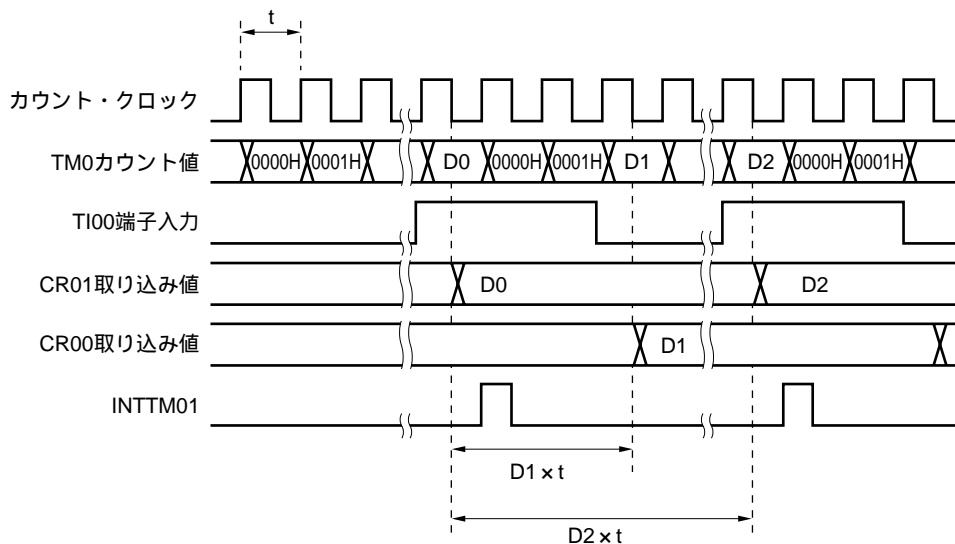 t
カウント・クロック
TM0カウント値 0000H 0001H D0 0000H 0001H D1 D2 0000H 0001H
TI00端子入力
CR01取り込み値 D0 D2
CR00取り込み値 D1
INTTM01
D1×t
D2×t